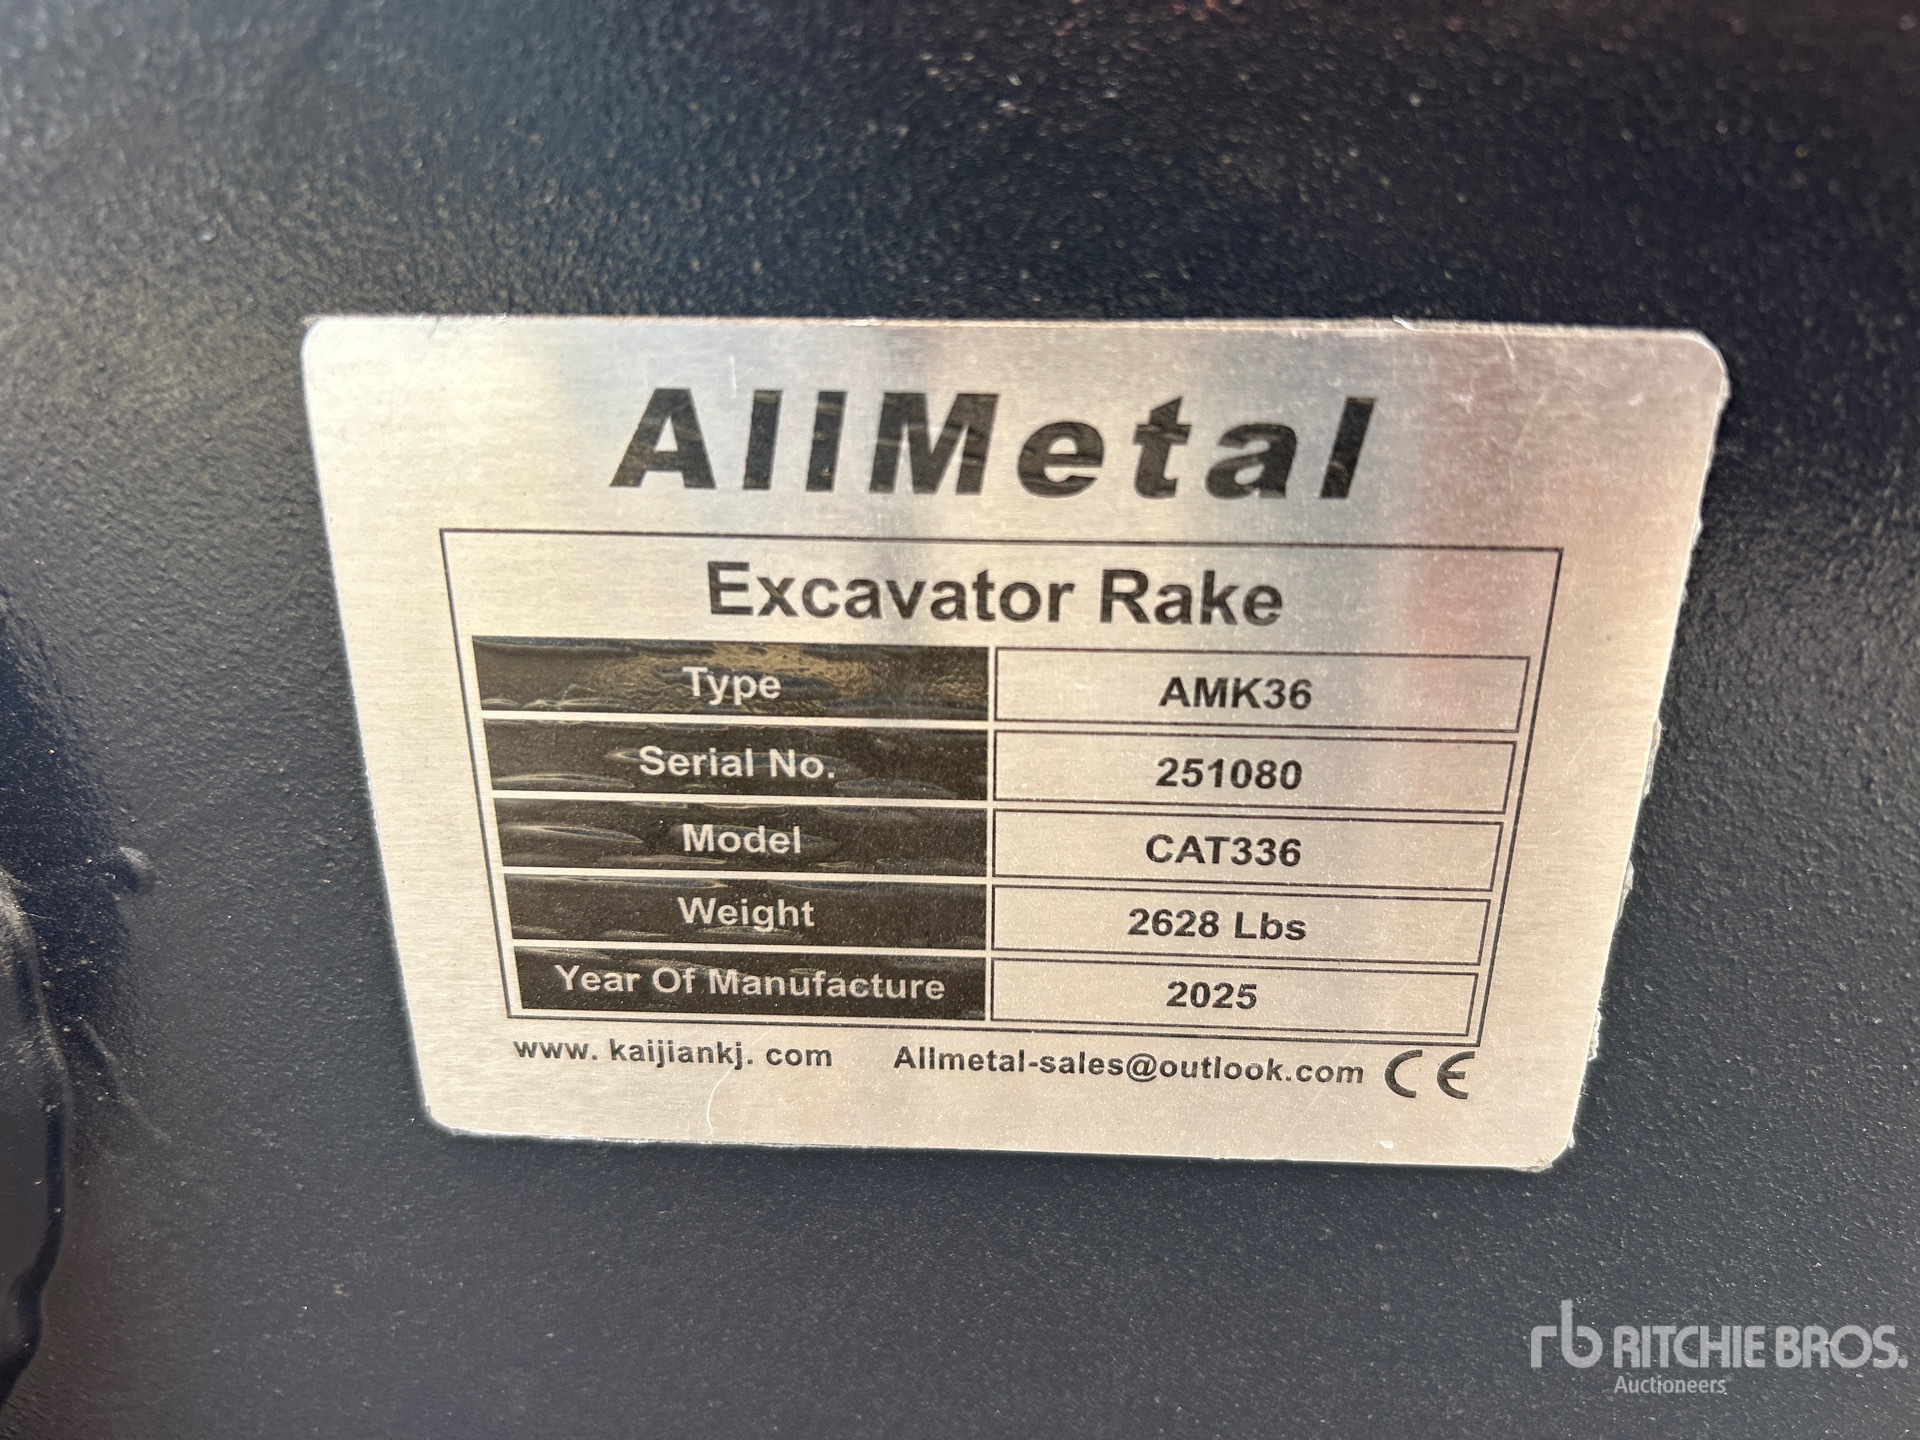 AllMetal
Excavator Rake
Type AMK36
Serial No. 251080
Model CAT336
Weight 2628 Lbs
Year Of Manufacture 2025
www. kaijiankj. com Allmetal-sales@outlook.com CE
rb RITCHIE BROS.
Auctioneers